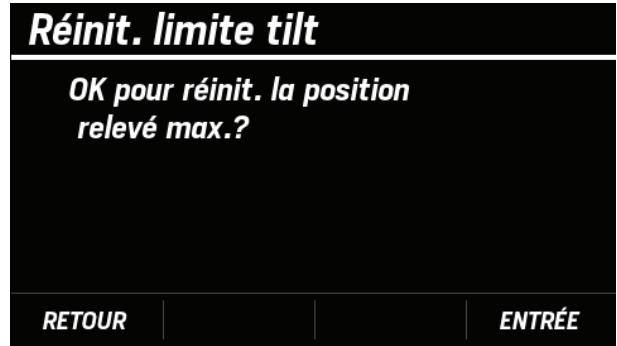 Réinit. limite tilt
OK pour réinit. la position
relevé max.?
RETOUR
ENTRÉE